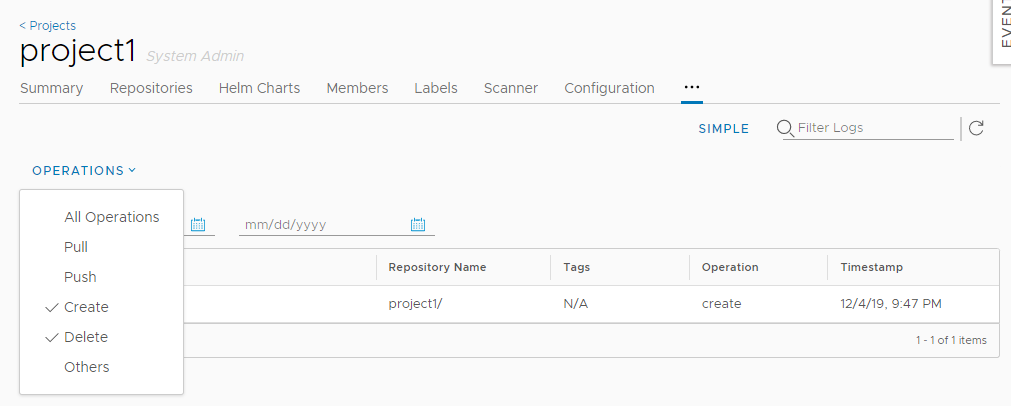 < Projects
project1 System Admin
Summary Repositories Helm Charts Members Labels Scanner Configuration ...
SIMPLE Filter Logs
OPERATIONS
All Operations
mm/dd/yyyy
Pull
Push
Repository Name Tags Operation Timestamp
Create
project1/ N/A create 12/4/19, 9:47 PM
Delete
1 - 1 of 1 items
Others